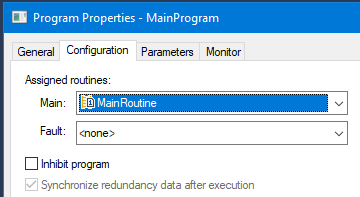 Program Properties - MainProgram
General Configuration Parameters Monitor
Assigned routines:
Main: MainRoutine
Fault: <none>
Inhibit program
Synchronize redundancy data after execution